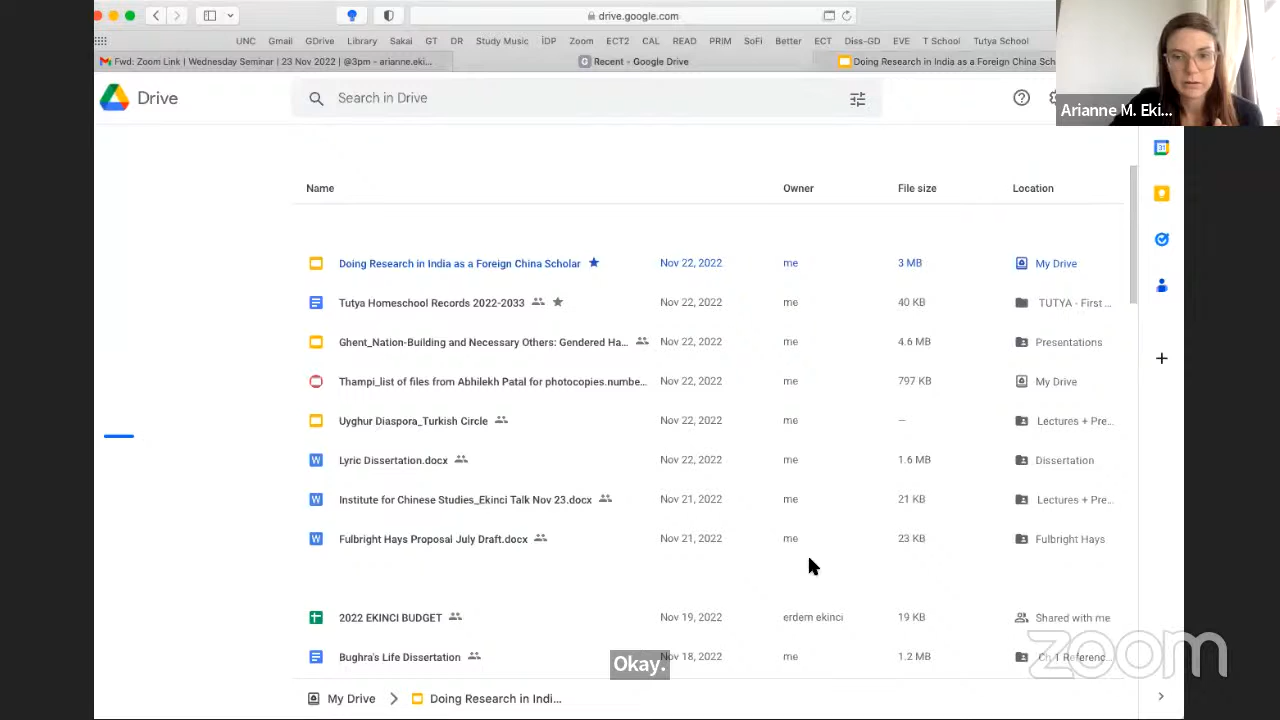 drive.google.com
UNC Gmail GDrive Library Sakai GT DR Study Music İDP Zoom ECT2 CAL READ PRIM SoFi Better ECT Diss-GD EVE T School Tutya School
Fwd: Zoom Link | Wednesday Seminar | 23 Nov 2022 | @3pm - arianne.eki...
Recent - Google Drive
Doing Research in India as a Foreign China Sch
Arianne M. Eki...
Drive
Search in Drive
31
Name Owner File size Location
Doing Research in India as a Foreign China Scholar Nov 22, 2022 me 3 MB My Drive
Tutya Homeschool Records 2022-2033 Nov 22, 2022 me 40 KB TUTYA - First ...
Ghent_Nation-Building and Necessary Others: Gendered Ha... Nov 22, 2022 me 4.6 MB Presentations
Thampi_list of files from Abhilekh Patal for photocopies.numbe... Nov 22, 2022 me 797 KB My Drive
Uyghur Diaspora_Turkish Circle Nov 22, 2022 me — Lectures + Pre...
W Lyric Dissertation.docx Nov 22, 2022 me 1.6 MB Dissertation
W Institute for Chinese Studies_Ekinci Talk Nov 23.docx Nov 21, 2022 me 21 KB Lectures + Pre...
W Fulbright Hays Proposal July Draft.docx Nov 21, 2022 me 23 KB Fulbright Hays
2022 EKINCI BUDGET Nov 19, 2022 erdem ekinci 19 KB Shared with me
Bughra's Life Dissertation Nov 18, 2022 me 1.2 MB Ch 1 Referenc...
zoom
Okay.
My Drive Doing Research in Indi...